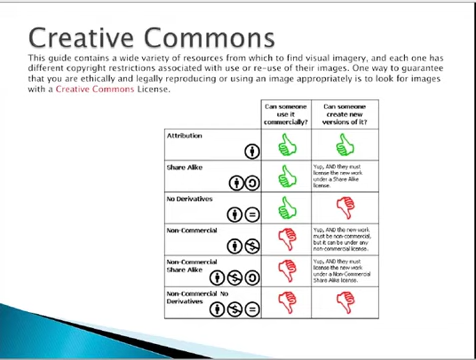 Creative Commons
This guide contains a wide variety of resources from which to find visual imagery, and each one has
different copyright restrictions associated with use or re-use of their images. One way to guarantee
that you are ethically and legally reproducing or using an image appropriately is to look for images
with a Creative Commons License.
Can someone
use it
commercially?
Can someone
create new
versions of it?
Attribution
Share Alike
Yup, AND they must
license the new work
under a Share Alike
license.
No Derivatives
Non-Commercial
Yup, AND the new work
must be non-commercial,
but it can be under any
non-commercial license.
Non-Commercial
Share Alike
Yup, AND they must
license the new work
under a Non-Commercial
Share Alike license.
Non-Commercial No
Derivatives